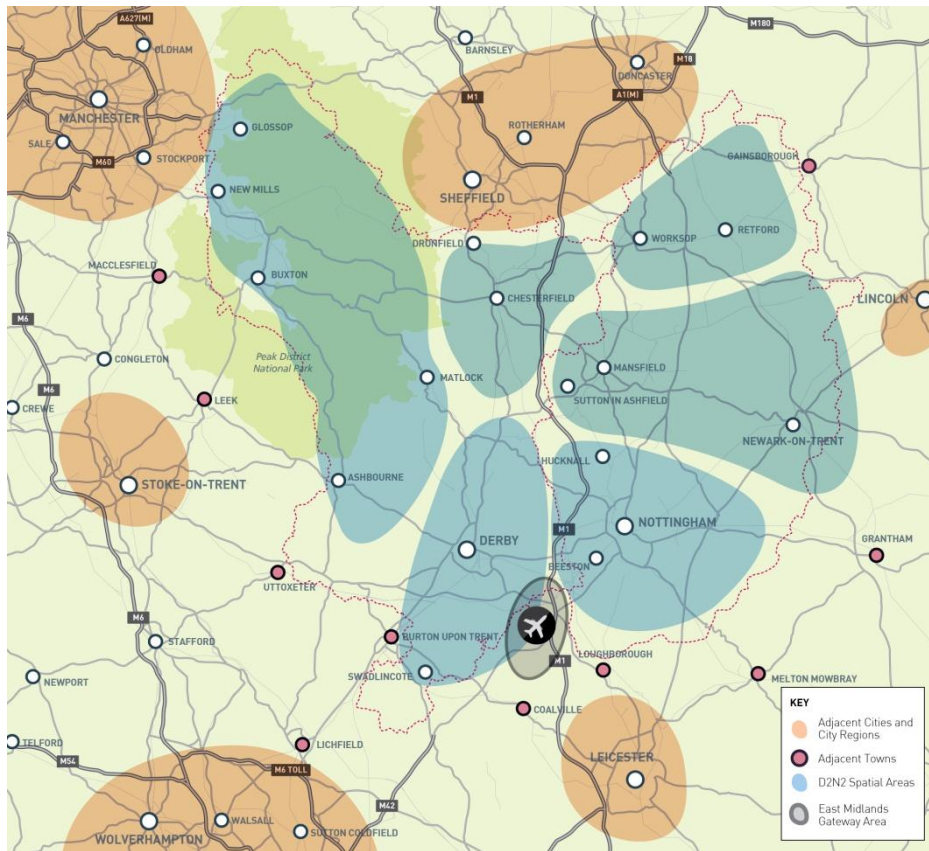 A627(M)
M180
OLDHAM
BARNSLEY
DONCASTER
M18
M1
A1(M)
MANCHESTER
GLOSSOP
ROTHERHAM
SALE
M60
STOCKPORT
GAINSBOROUGH
NEW MILLS
SHEFFIELD
DRONFIELD
WORKSOP
RETFORD
MACCLESFIELD
BUXTON
CHESTERFIELD
LINCOLN
M6
CONGLETON
Peak District
National Park
MATLOCK
MANSFIELD
M6
SUTTON IN ASHFIELD
CREWE
LEEK
NEWARK-ON-TRENT
HUCKNALL
STOKE-ON-TRENT
ASHBOURNE
M1
NOTTINGHAM
DERBY
GRANTHAM
BEESTON
UTTOXETER
M6
STAFFORD
BURTON UPON TRENT
M1
LOUGHBOROUGH
SWADLINCOTE
NEWPORT
MELTON MOWBRAY
COALVILLE
TELFORD
LICHFIELD
M54
M6 TOLL
LEICESTER
M42
WOLVERHAMPTON
WALSALL
SUTTON COLDFIELD
KEY
Adjacent Cities and
City Regions
Adjacent Towns
D2N2 Spatial Areas
East Midlands
Gateway Area